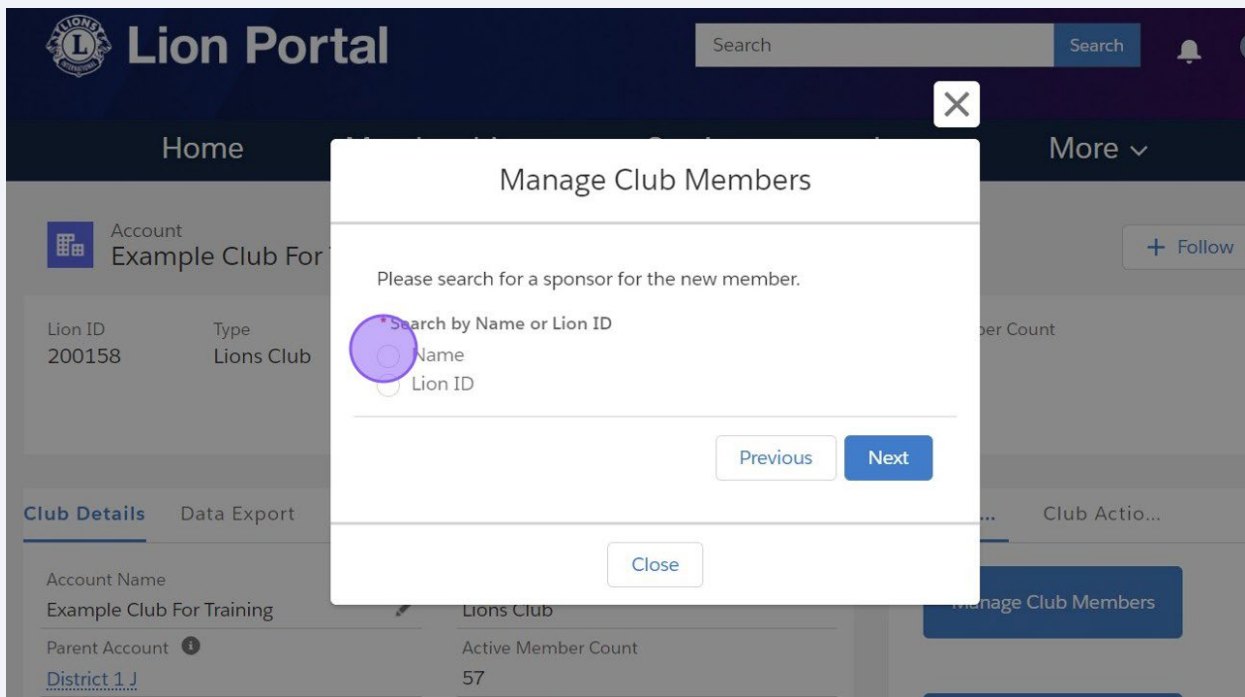 Lion Portal
Search
Search
Home
More
Account
Example Club For
+ Follow
Manage Club Members
Please search for a sponsor for the new member.
*Search by Name or Lion ID
Name
Lion ID
Previous
Next
Close
Lion ID
200158
Type
Lions Club
Count
Club Details
Data Export
...
Club Actio...
Account Name
Example Club For Training
Lions Club
Parent Account
District 1 J
Active Member Count
57
Manage Club Members